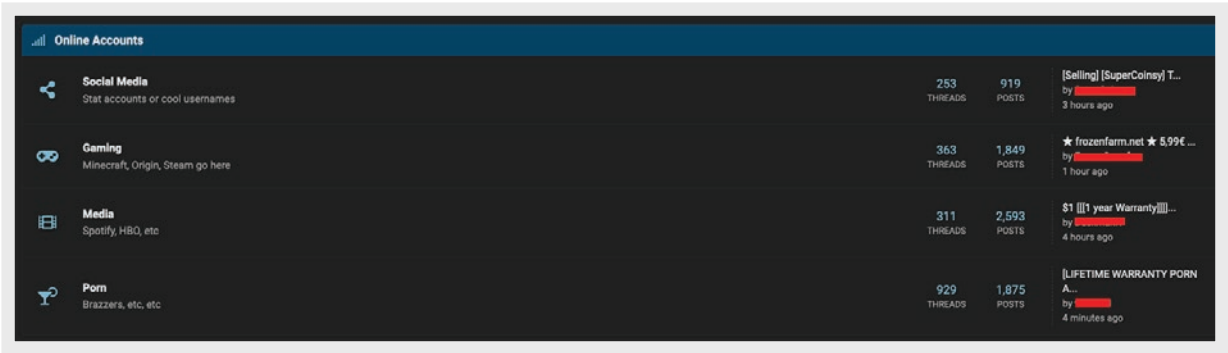 Online Accounts
Social Media
Stat accounts or cool usernames
253
THREADS
919
POSTS
[Selling] [SuperCoinsy] T...
by
3 hours ago
Gaming
Minecraft, Origin, Steam go here
363
THREADS
1,849
POSTS
★ frozenfarm.net ★ 5,99€ ...
by
1 hour ago
Media
Spotify, HBO, etc
311
THREADS
2,593
POSTS
$1 [[[1 year Warranty]]]]...
by
4 hours ago
Porn
Brazzers, etc, etc
929
THREADS
1,875
POSTS
[LIFETIME WARRANTY PORN
A...
by
4 minutes ago